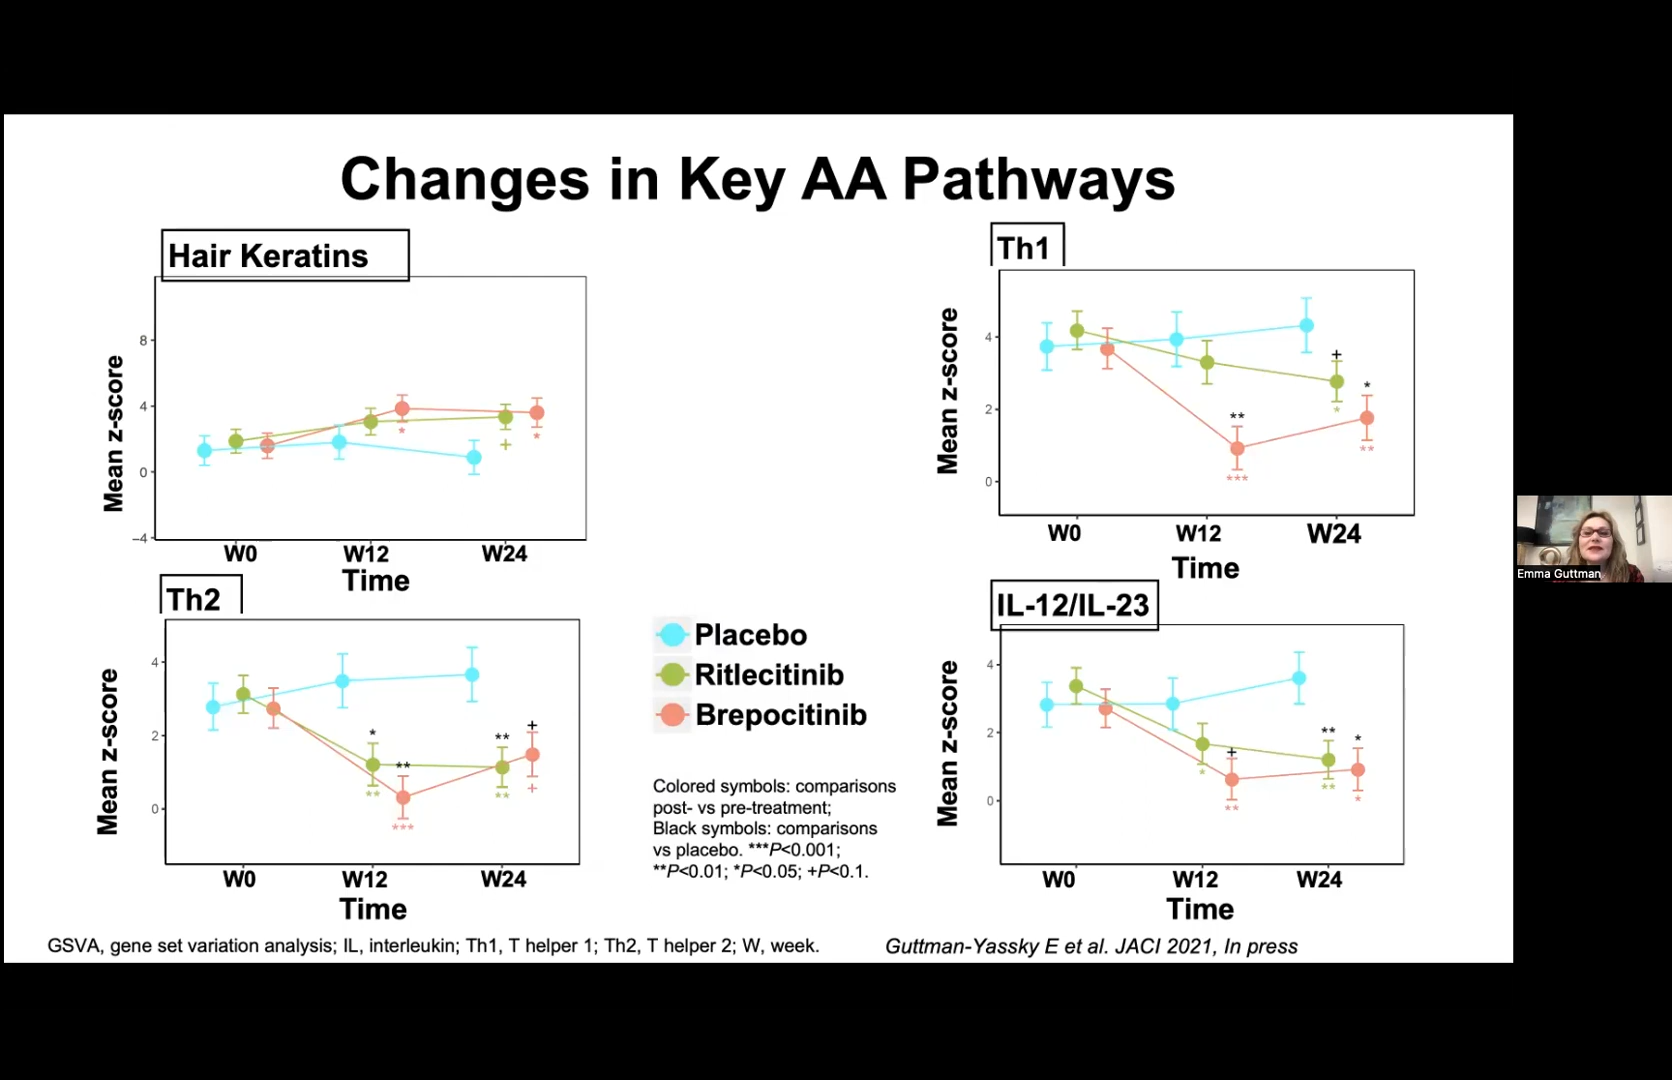 Changes in Key AA Pathways
Hair Keratins
Mean z-score
8
4
0
−4
W0 W12 W24
Time
+
*
*
Th1
Mean z-score
4
2
0
W0 W12 W24
Time
**
***
+
*
*
**
Th2
Mean z-score
4
2
0
W0 W12 W24
Time
*
**
**
***
**
**
+
+
Placebo
Ritlecitinib
Brepocitinib
Colored symbols: comparisons
post- vs pre-treatment;
Black symbols: comparisons
vs placebo. ***P<0.001;
**P<0.01; *P<0.05; +P<0.1.
IL-12/IL-23
Mean z-score
4
2
0
W0 W12 W24
Time
*
+
**
**
**
*
*
GSVA, gene set variation analysis; IL, interleukin; Th1, T helper 1; Th2, T helper 2; W, week.
Guttman-Yassky E et al. JACI 2021, In press
Emma Guttman